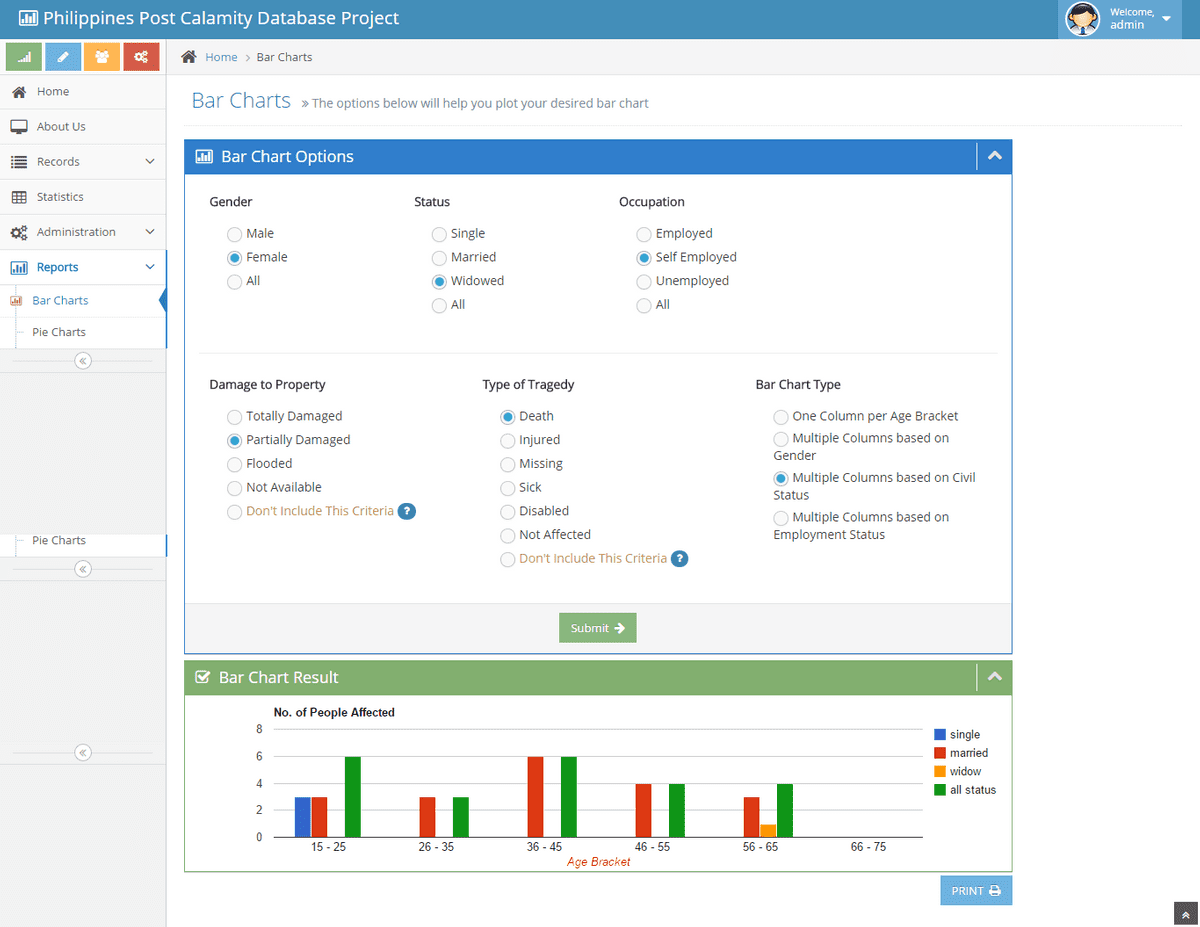 Philippines Post Calamity Database Project
Welcome,
admin
Home > Bar Charts
Home
About Us
Records
Statistics
Administration
Reports
Bar Charts
Pie Charts
Pie Charts
Bar Charts » The options below will help you plot your desired bar chart
Bar Chart Options
Gender
Male
Female
All
Status
Single
Married
Widowed
All
Occupation
Employed
Self Employed
Unemployed
All
Damage to Property
Totally Damaged
Partially Damaged
Flooded
Not Available
Don't Include This Criteria ?
Type of Tragedy
Death
Injured
Missing
Sick
Disabled
Not Affected
Don't Include This Criteria ?
Bar Chart Type
One Column per Age Bracket
Multiple Columns based on
Gender
Multiple Columns based on Civil
Status
Multiple Columns based on
Employment Status
Submit
Bar Chart Result
No. of People Affected
8
6
4
2
0
15 - 25 26 - 35 36 - 45 46 - 55 56 - 65 66 - 75
Age Bracket
single
married
widow
all status
PRINT